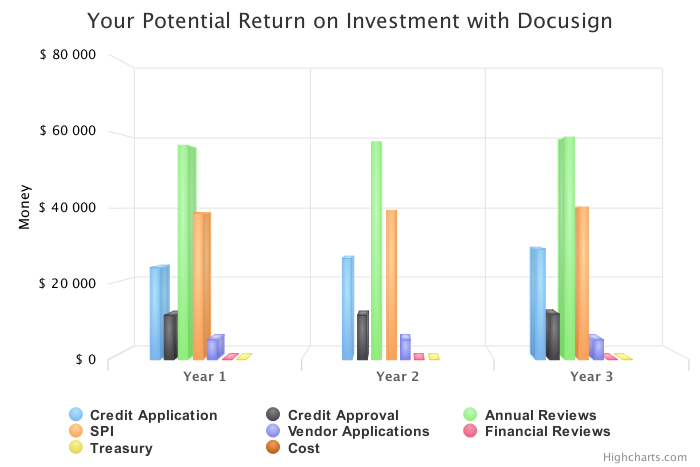 Your Potential Return on Investment with Docusign
$ 80 000
$ 60 000
$ 40 000
$ 20 000
$ 0
Money
Year 1 Year 2 Year 3
Credit Application Credit Approval Annual Reviews
SPI Vendor Applications Financial Reviews
Treasury Cost
Highcharts.com